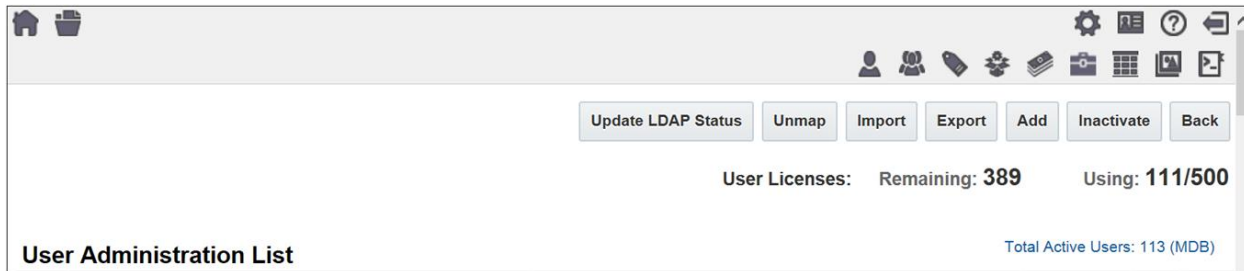 Update LDAP Status Unmap Import Export Add Inactivate Back
User Licenses: Remaining: 389 Using: 111/500
Total Active Users: 113 (MDB)
User Administration List